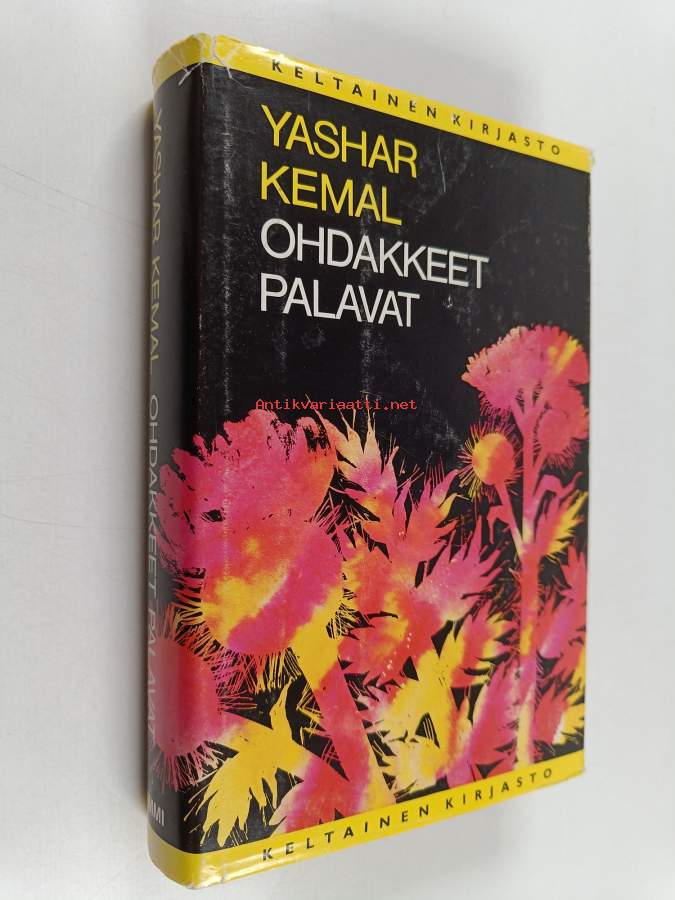 KELTAINEN KIRJASTO
YASHAR
KEMAL
OHDAKKEET
PALAVAT
Antikvariaatti.net
KELTAINEN KIRJASTO
YASHAR KEMAL OHDAKKEET PALAVAT